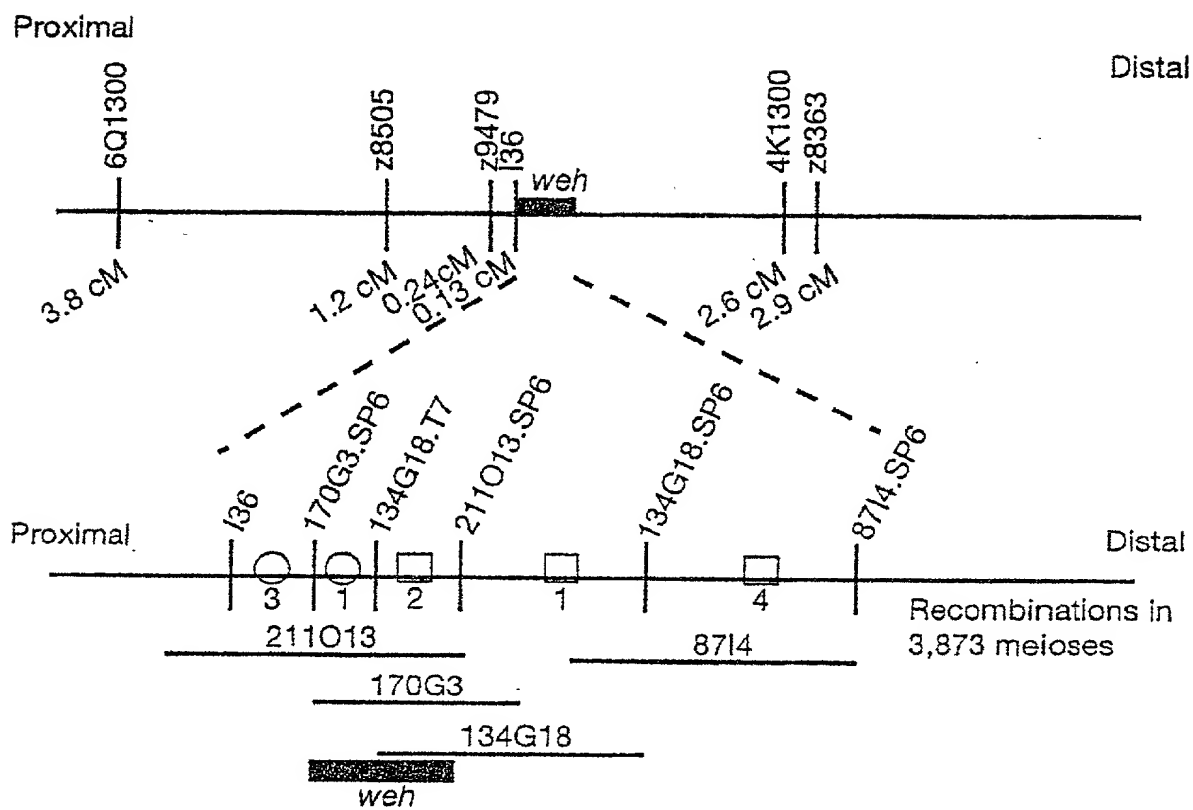 Proximal
Distal
6Q1300
z8505
z9479
I36
weh
4K1300
z8363
3.8 cM
1.2 cM
0.24cM
0.13 cM
2.6 cM
2.9 cM
I36
170G3.SP6
134G18.T7
211O13.SP6
134G18.SP6
87I4.SP6
Proximal
Distal
3
1
2
1
4
Recombinations in
3,873 meioses
211O13
87I4
170G3
134G18
weh